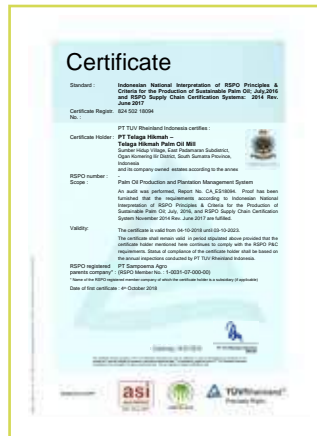 Certificate
Standard : Indonesian National Interpretation of RSPO Principles &
Criteria for the Production of Sustainable Palm Oil; July,2016
and RSPO Supply Chain Certification Systems: 2014 Rev.
June 2017
Certificate Registr. 824 502 18094
No. :
PT TUV Rheinland Indonesia certifies :
Certificate Holder : PT Telaga Hikmah –
Telaga Hikmah Palm Oil Mill
Sumber Hidup Village, East Padamaran Subdistrict,
Ogan Komering Ilir District, South Sumatra Province,
Indonesia
and its company owned estates according to the annex
RSPO number : -
Scope : Palm Oil Production and Plantation Management System
An audit was performed, Report No. CA_ES18094. Proof has been
furnished that the requirements according to Indonesian National
Interpretation of RSPO Principles & Criteria for the Production of
Sustainable Palm Oil; July, 2016, and RSPO Supply Chain Certification
System November 2014 Rev. June 2017 are fulfilled.
Validity: The certificate is valid from 04-10-2018 until 03-10-2023.
The certificate shall remain valid in period stipulated above provided that the
certificate holder mentioned here continues to comply with the RSPO P&C
requirements. Status of compliance of the certificate holder shall be based on
the annual inspections conducted by PT TUV Rheinland Indonesia.
RSPO registered PT Sampoerna Agro
parents company* : (RSPO Member No. : 1-0031-07-000-00)
* Name of the RSPO registered member company of which the certificate holder is a subsidiary (if applicable)
Date of first certificate : 4th October 2018
asi
TÜVRheinland®
Precisely Right.